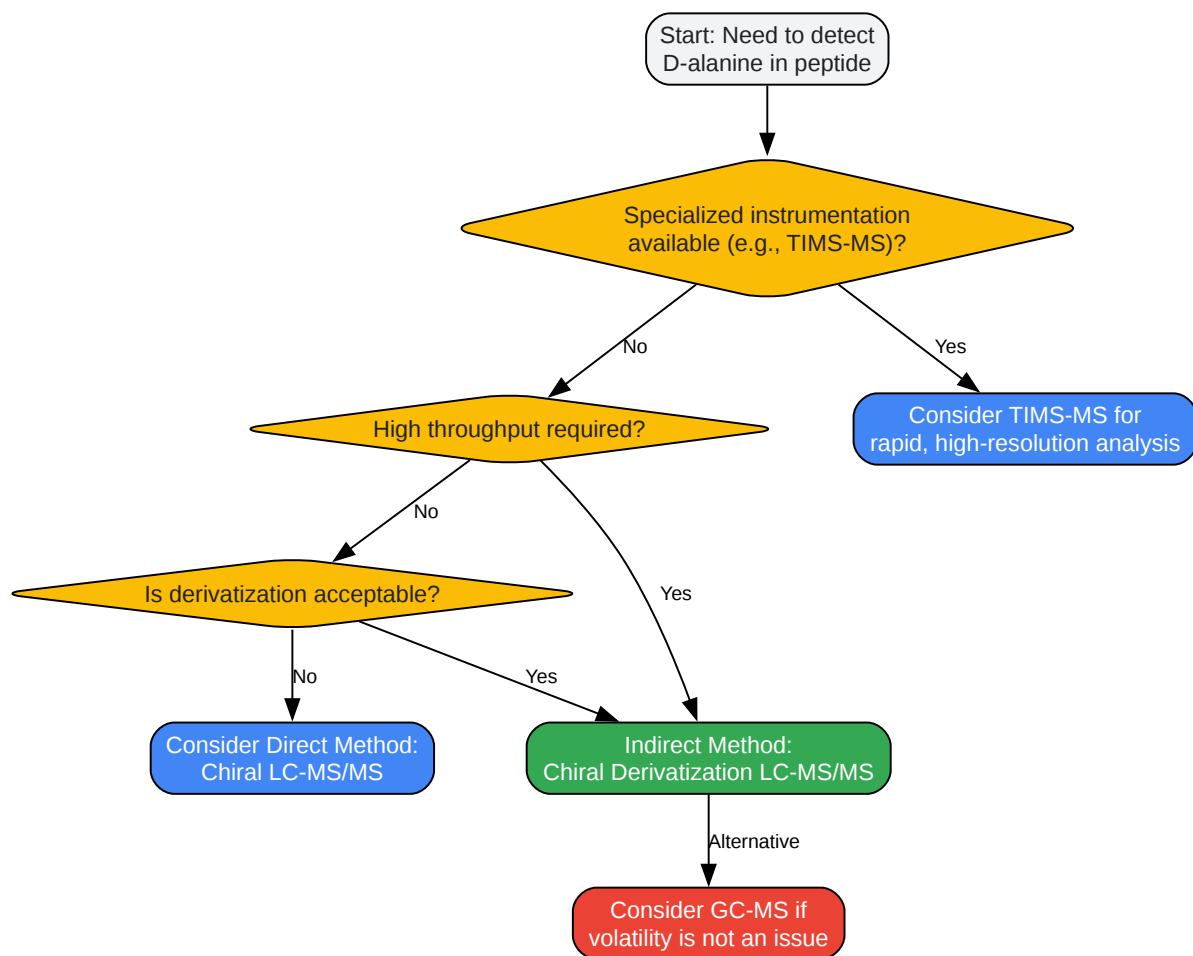 Start: Need to detect
D-alanine in peptide
Specialized instrumentation
available (e.g., TIMS-MS)?
No
Yes
High throughput required?
Consider TIMS-MS for
rapid, high-resolution analysis
No
Yes
Is derivatization acceptable?
No
Yes
Consider Direct Method:
Chiral LC-MS/MS
Indirect Method:
Chiral Derivatization LC-MS/MS
Alternative
Consider GC-MS if
volatility is not an issue